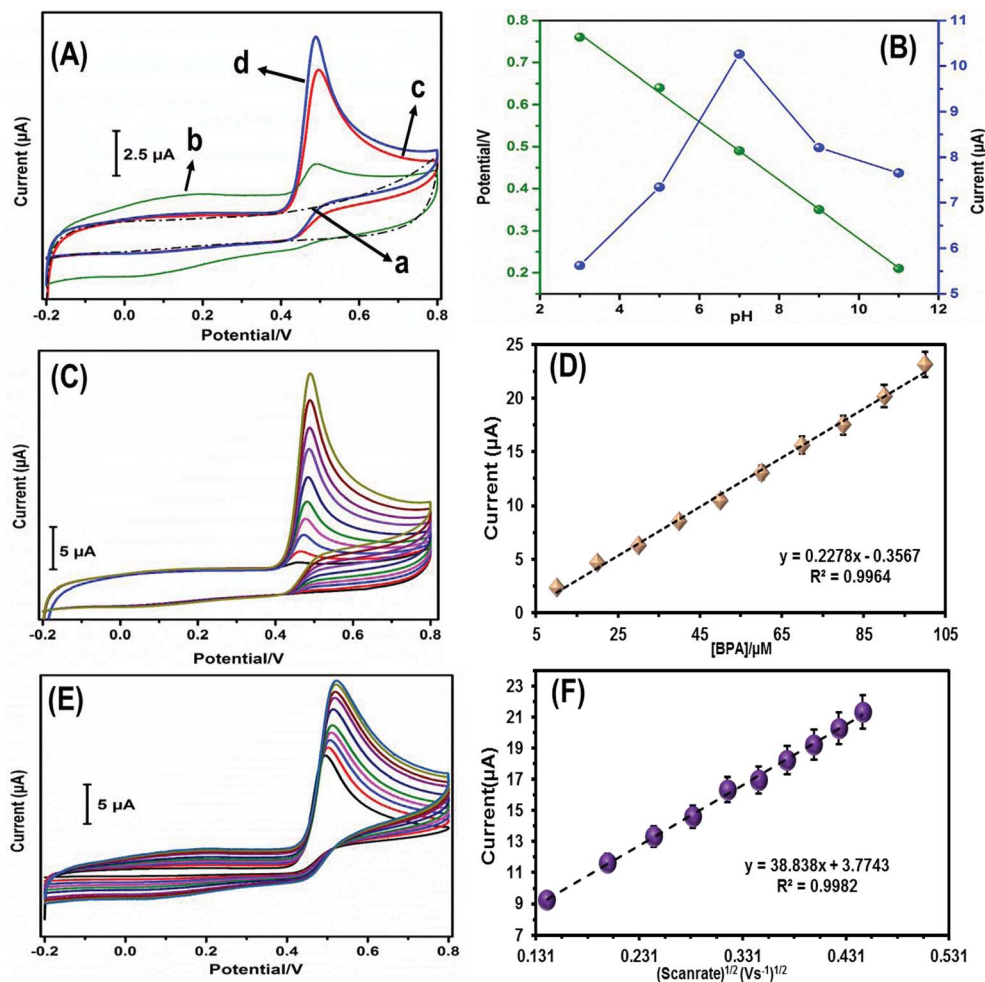 (A)
d
c
b
2.5 µA
a
Current (µA)
-0.2 0.0 0.2 0.4 0.6 0.8
Potential/V
(B)
Potential/V
0.8
0.7
0.6
0.5
0.4
0.3
0.2
2 4 6 8 10 12
pH
11
10
9
8
7
6
5
Current (µA)
(C)
Current (µA)
5 µA
-0.2 0.0 0.2 0.4 0.6 0.8
Potential/V
(D)
Current (µA)
25
20
15
10
5
0
y = 0.2278x - 0.3567
R² = 0.9964
5 25 45 65 85 105
[BPA]/µM
(E)
Current (µA)
5 µA
-0.2 0.0 0.2 0.4 0.6 0.8
Potential/V
(F)
Current(µA)
23
21
19
17
15
13
11
9
7
y = 38.838x + 3.7743
R² = 0.9982
0.131 0.231 0.331 0.431 0.531
(Scanrate)¹ᐟ² (Vs⁻¹)¹ᐟ²